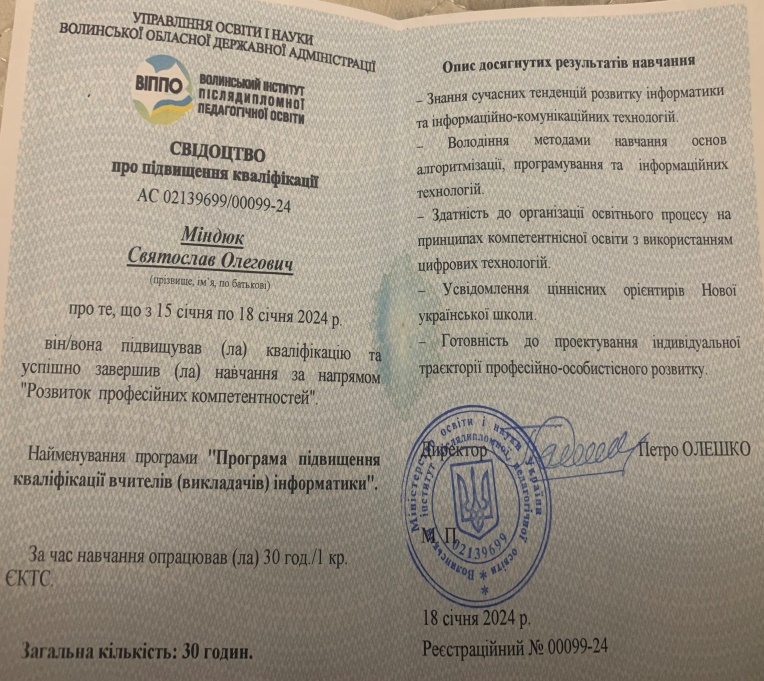 УПРАВЛІННЯ ОСВІТИ І НАУКИ
ВОЛИНСЬКОЇ ОБЛАСНОЇ ДЕРЖАВНОЇ АДМІНІСТРАЦІЇ
ВІППО
ВОЛИНСЬКИЙ ІНСТИТУТ
ПІСЛЯДИПЛОМНОЇ
ПЕДАГОГІЧНОЇ ОСВІТИ
СВІДОЦТВО
про підвищення кваліфікації
АС 02139699/00099-24
Міндюк
Святослав Олегович
(прізвище, ім'я, по батькові)
про те, що з 15 січня по 18 січня 2024 р.
він/вона підвищував (ла) кваліфікацію та
успішно завершив (ла) навчання за напрямом
"Розвиток професійних компетентностей".
Найменування програми "Програма підвищення
кваліфікації вчителів (викладачів) інформатики".
За час навчання опрацював (ла) 30 год./1 кр.
ЄКТС.
Загальна кількість: 30 годин.
Опис досягнутих результатів навчання
– Знання сучасних тенденцій розвитку інформатики
та інформаційно-комунікаційних технологій.
– Володіння методами навчання основ
алгоритмізації, програмування та інформаційних
технологій.
– Здатність до організації освітнього процесу на
принципах компетентнісної освіти з використанням
цифрових технологій.
– Усвідомлення ціннісних орієнтирів Нової
української школи.
– Готовність до проектування індивідуальної
траєкторії професійно-особистісного розвитку.
Директор Петро ОЛЕШКО
М. П.
Міністерство освіти і науки України
Волинський інститут післядипломної педагогічної освіти
02139699
18 січня 2024 р.
Реєстраційний № 00099-24